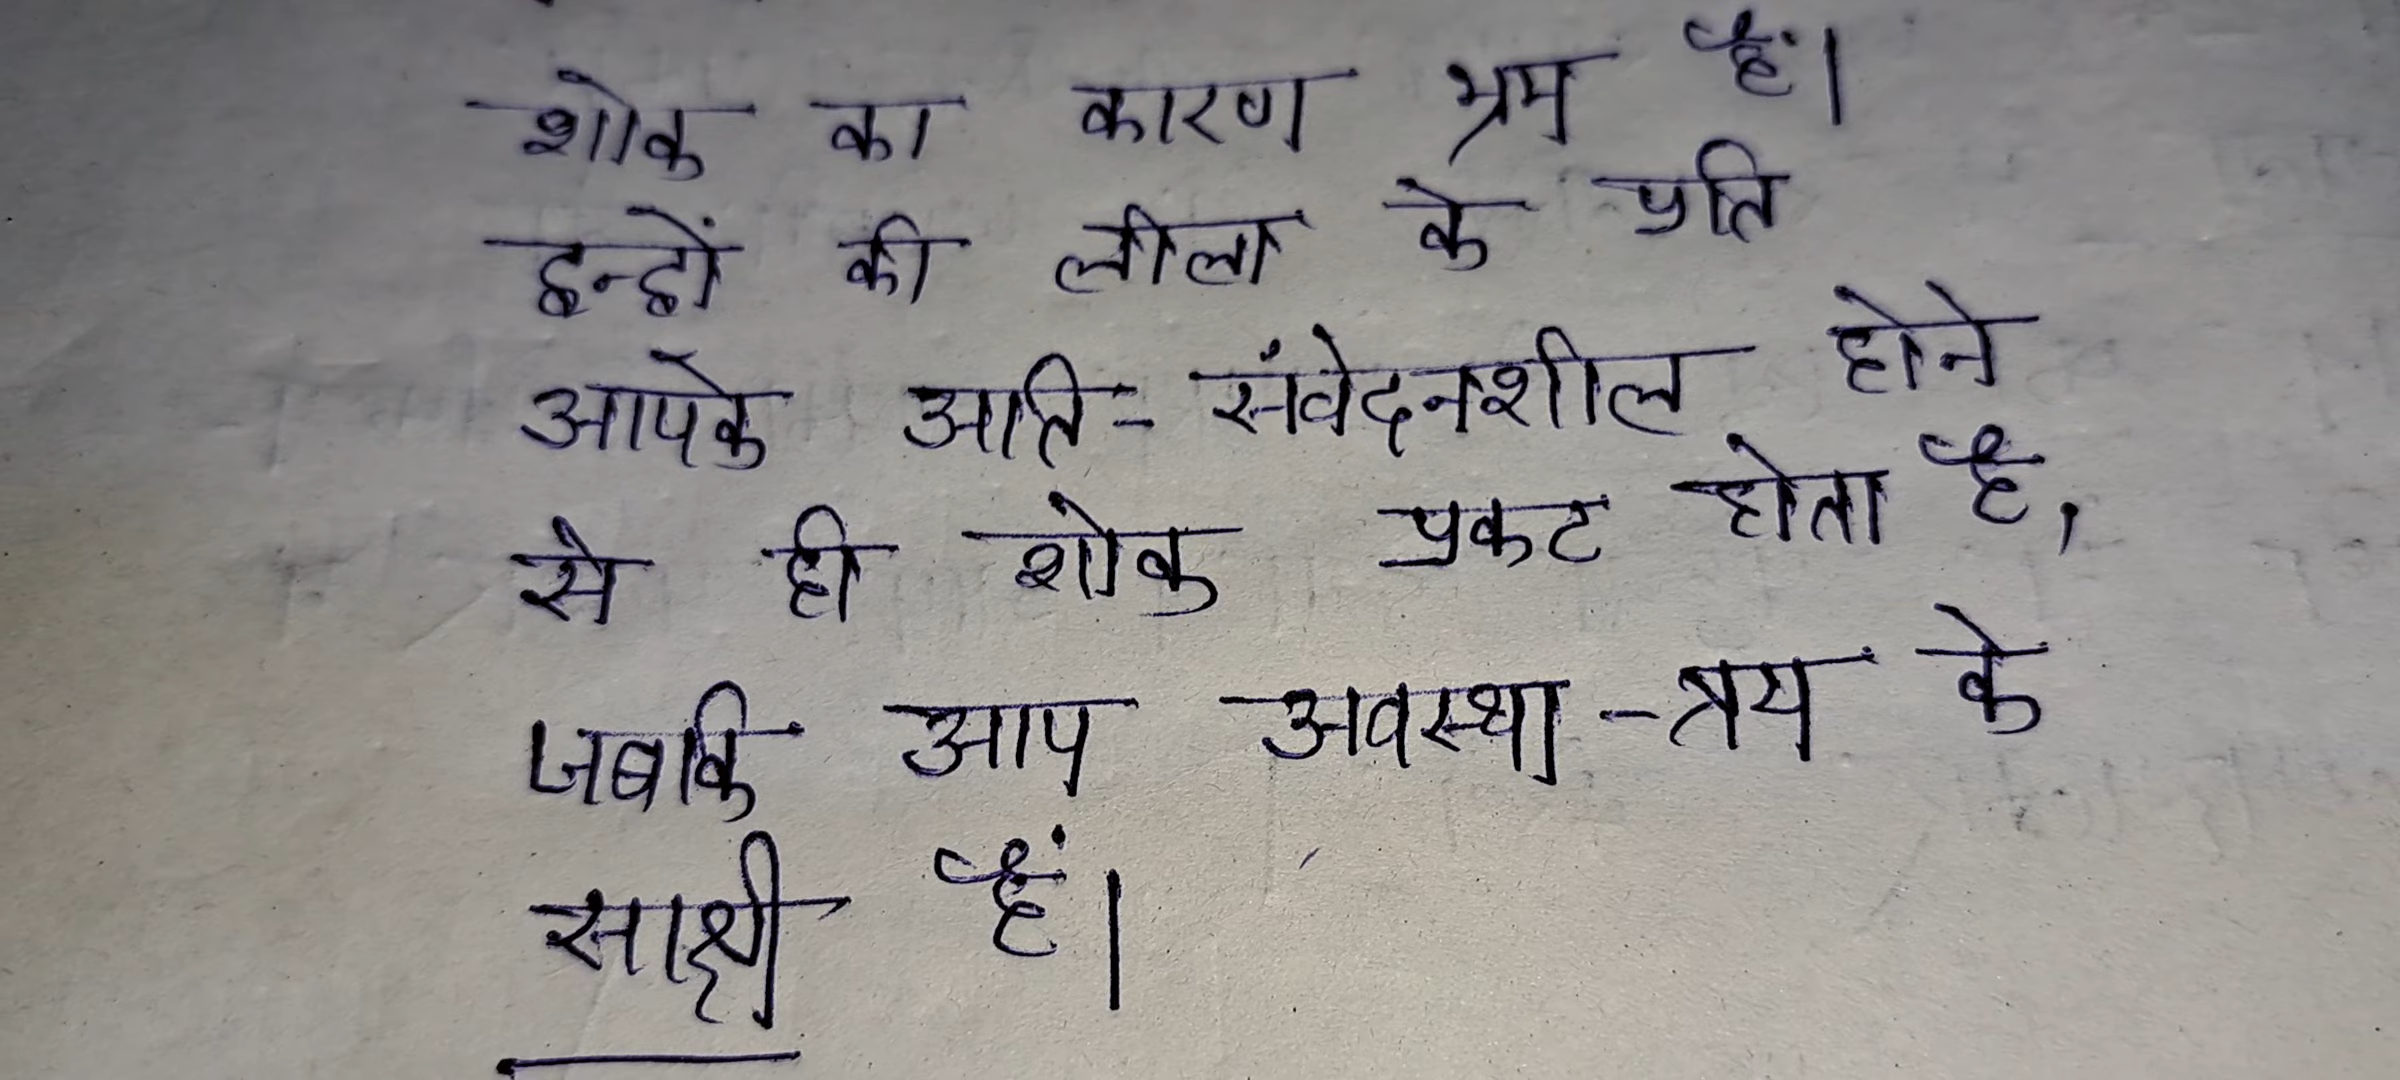 शोक का कारण भ्रम हैं।
द्वन्द्वों की लीला के प्रति
आपके अति-संवेदनशील होने
से ही शोक प्रकट होता है,
जबकि आप अवस्था-त्रय के
साक्षी हैं।